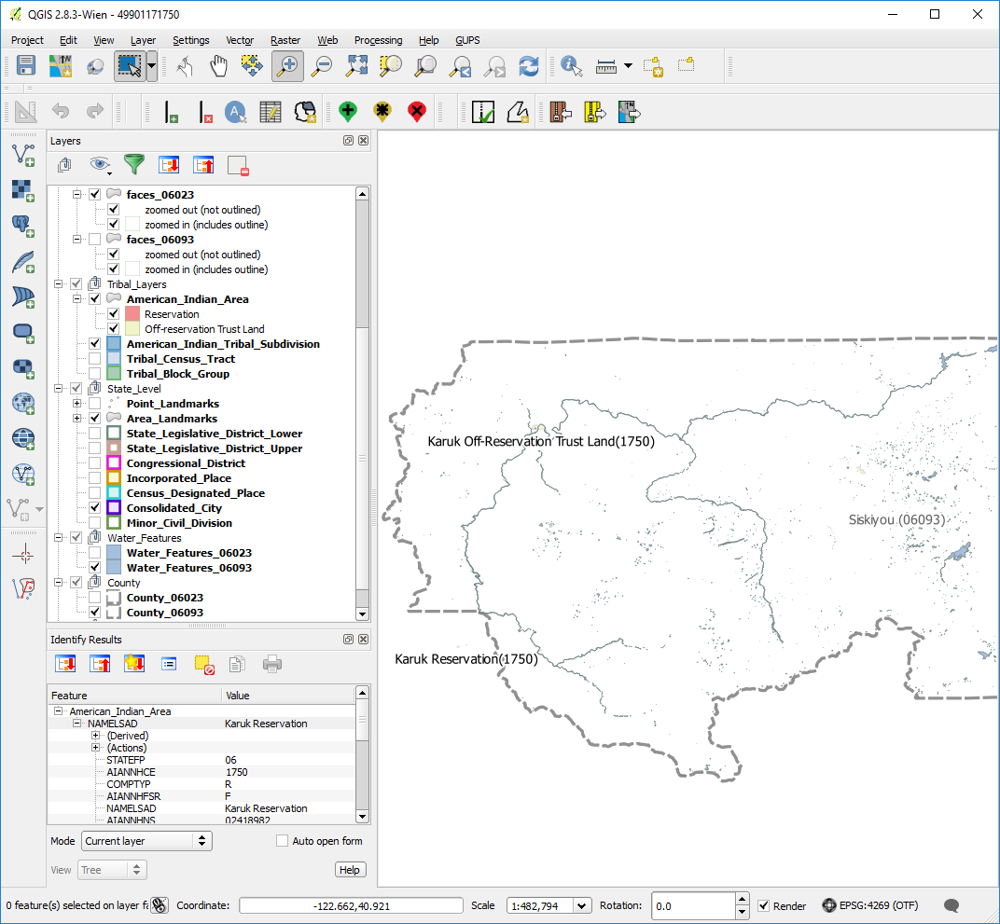 QGIS 2.8.3-Wien - 49901171750
Project Edit View Layer Settings Vector Raster Web Processing Help GUPS
Layers
faces_06023
zoomed out (not outlined)
zoomed in (includes outline)
faces_06093
zoomed out (not outlined)
zoomed in (includes outline)
Tribal_Layers
American_Indian_Area
Reservation
Off-reservation Trust Land
American_Indian_Tribal_Subdivision
Tribal_Census_Tract
Tribal_Block_Group
State_Level
Point_Landmarks
Area_Landmarks
State_Legislative_District_Lower
State_Legislative_District_Upper
Congressional_District
Incorporated_Place
Census_Designated_Place
Consolidated_City
Minor_Civil_Division
Water_Features
Water_Features_06023
Water_Features_06093
County
County_06023
County_06093
Karuk Off-Reservation Trust Land(1750)
Siskiyou (06093)
Karuk Reservation(1750)
Identify Results
Feature Value
American_Indian_Area
NAMELSAD Karuk Reservation
(Derived)
(Actions)
STATEFP 06
AIANNHCE 1750
COMPTYP R
AIANNHFSR F
NAMELSAD Karuk Reservation
AIANNHNS 02418982
Mode Current layer Auto open form
View Tree Help
0 feature(s) selected on layer fa Coordinate: -122.662,40.921 Scale 1:482,794 Rotation: 0.0 Render EPSG:4269 (OTF)